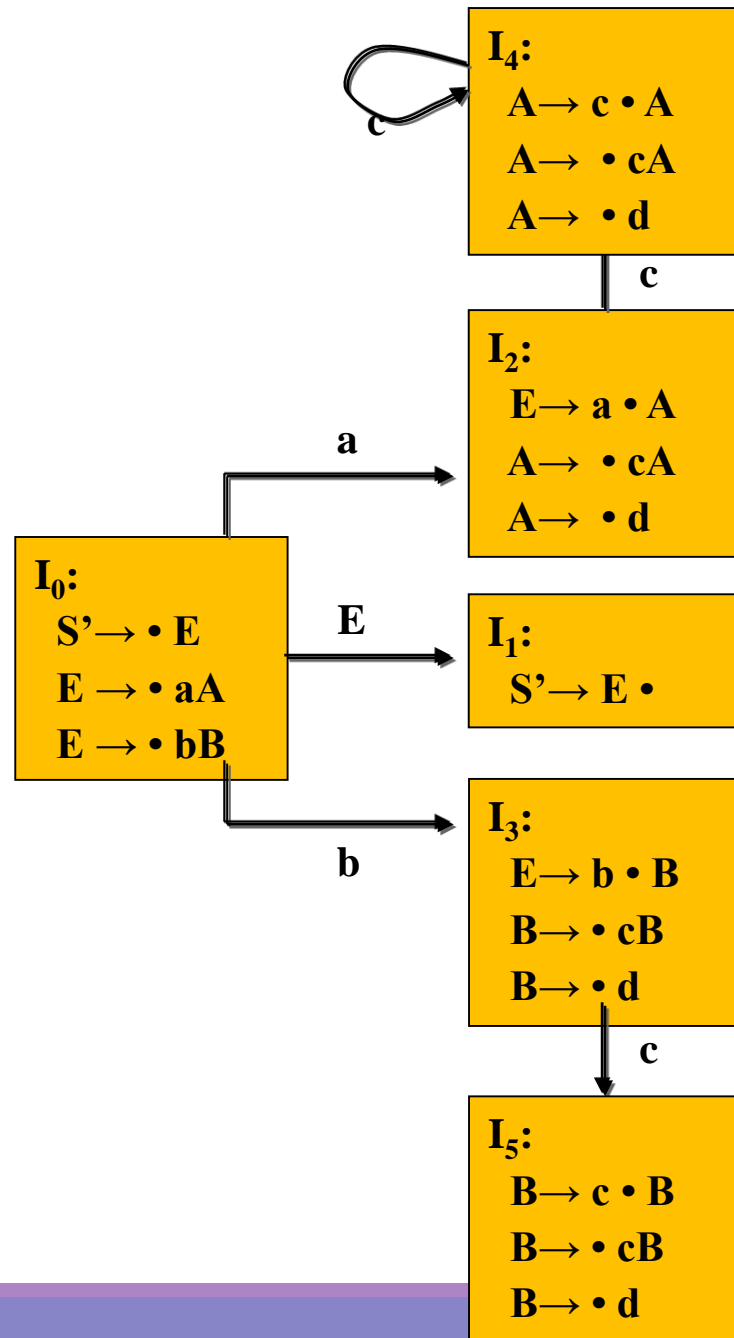 I₄:
A→ c • A
A→ • cA
A→ • d
c
c
I₂:
E→ a • A
A→ • cA
A→ • d
a
I₀:
S’→ • E
E → • aA
E → • bB
E
I₁:
S’→ E •
b
I₃:
E→ b • B
B→ • cB
B→ • d
c
I₅:
B→ c • B
B→ • cB
B→ • d